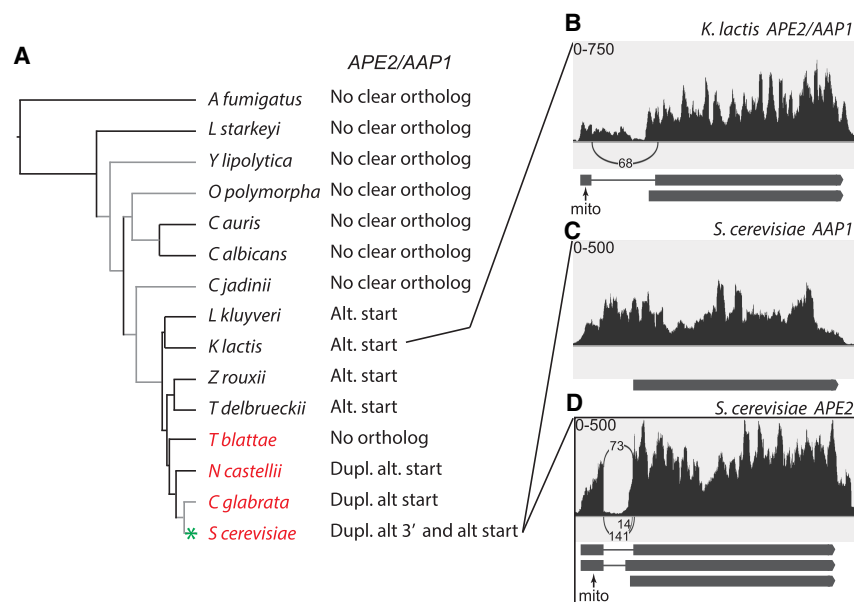 A
APE2/AAP1
A fumigatus No clear ortholog
L starkeyi No clear ortholog
Y lipolytica No clear ortholog
O polymorpha No clear ortholog
C auris No clear ortholog
C albicans No clear ortholog
C jadinii No clear ortholog
L kluyveri Alt. start
K lactis Alt. start
Z rouxii Alt. start
T delbrueckii Alt. start
T blattae No ortholog
N castellii Dupl. alt. start
C glabrata Dupl. alt start
* S cerevisiae Dupl. alt 3′ and alt start
B
K. lactis APE2/AAP1
0-750
68
mito
C
S. cerevisiae AAP1
0-500
D
S. cerevisiae APE2
0-500
73
14
141
mito